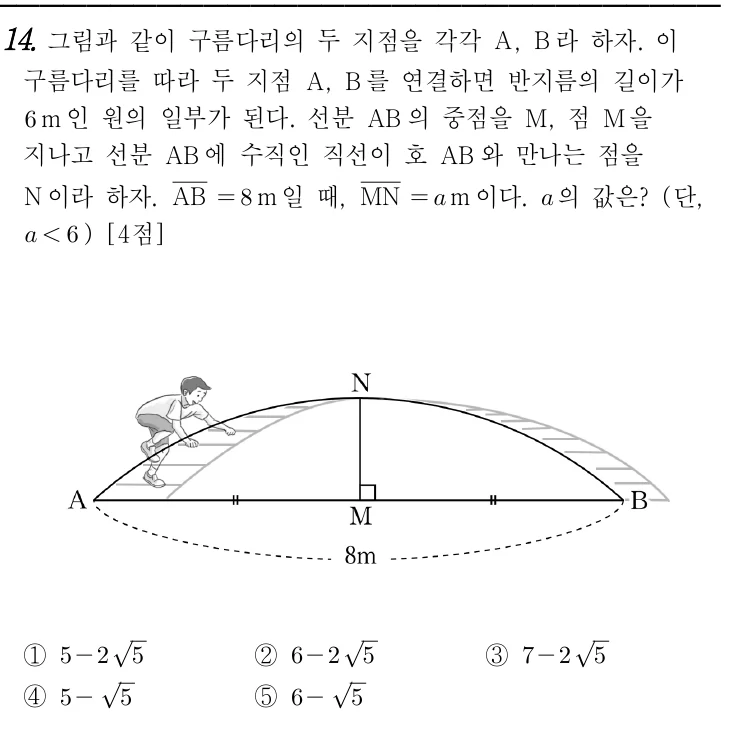 14. 그림과 같이 구름다리의 두 지점을 각각 A, B라 하자. 이
구름다리를 따라 두 지점 A, B를 연결하면 반지름의 길이가
6m인 원의 일부가 된다. 선분 AB의 중점을 M, 점 M을
지나고 선분 AB에 수직인 직선이 호 AB와 만나는 점을
N이라 하자. \overline{AB}=8m일 때, \overline{MN}=am이다. a의 값은? (단,
a<6) [4점]
N
A
M
B
8m
① 5-2√5 ② 6-2√5 ③ 7-2√5
④ 5-√5 ⑤ 6-√5